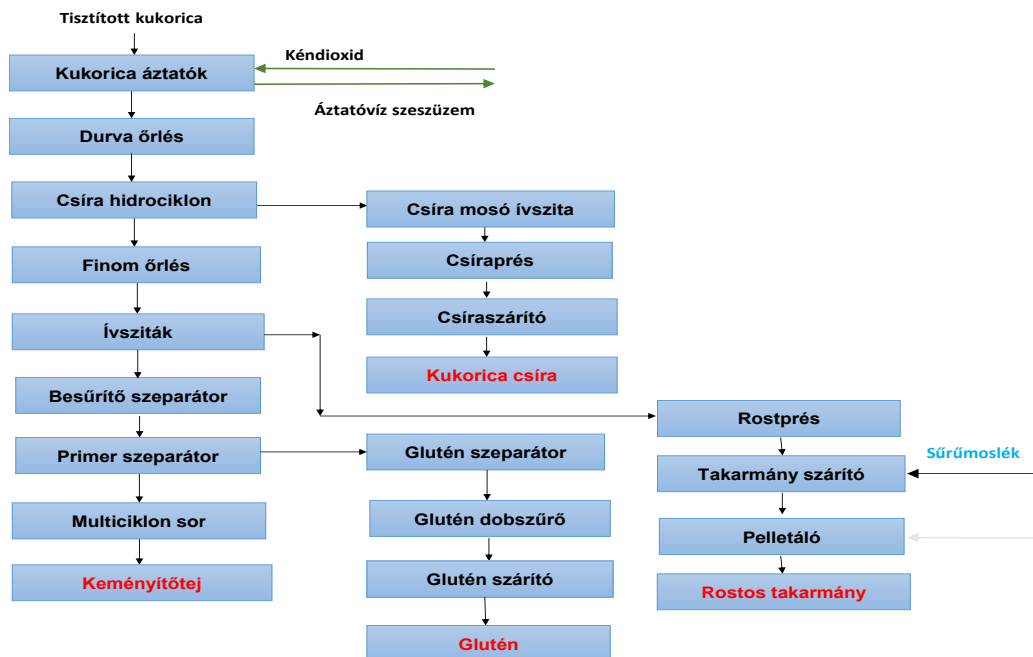 Tisztított kukorica
Kukorica áztatók
Kéndioxid
Áztatóvíz szeszüzem
Durva őrlés
Csíra hidrociklon
Csíra mosó ívszita
Finom őrlés
Csíraprés
Ívsziták
Csíraszárító
Kukorica csíra
Besűrítő szeparátor
Rostprés
Primer szeparátor
Glutén szeparátor
Takarmány szárító
Sűrűmoslék
Multiciklon sor
Glutén dobszűrő
Pelletáló
Keményítőtej
Glutén szárító
Rostos takarmány
Glutén